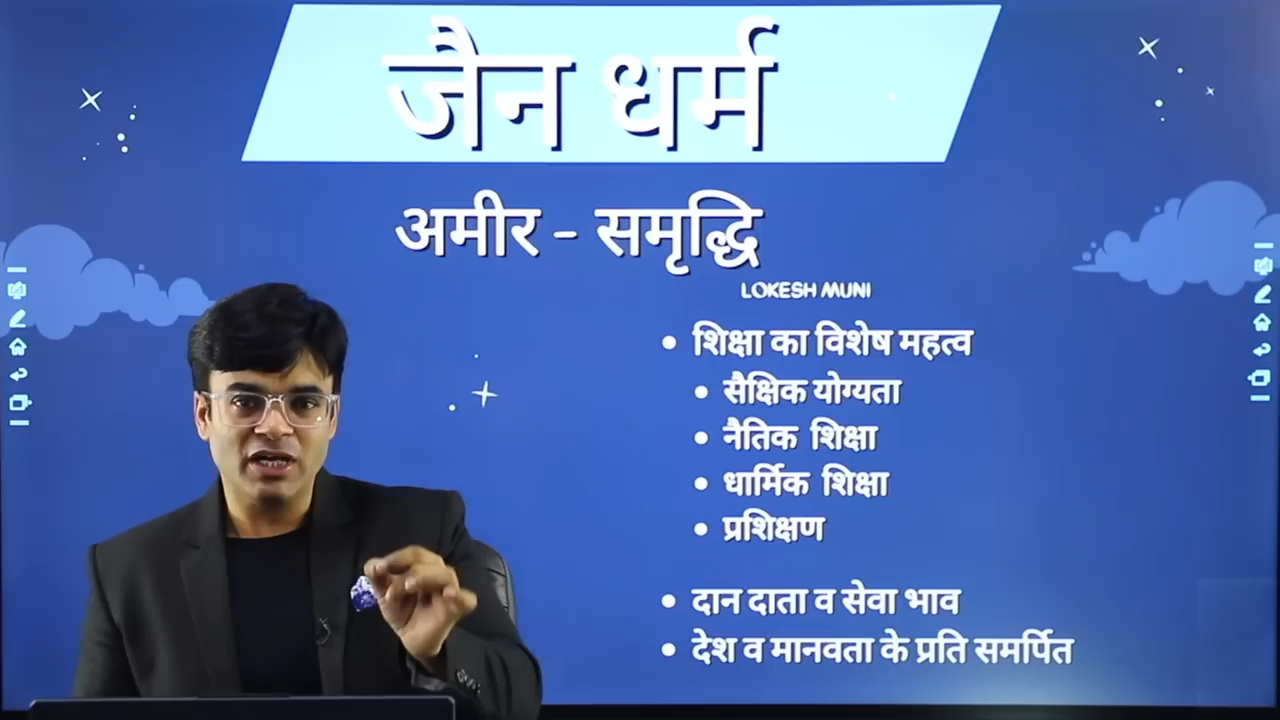 जैन धर्म
अमीर - समृद्धि
LOKESH MUNI
• शिक्षा का विशेष महत्व
• सैक्षिक योग्यता
• नैतिक शिक्षा
• धार्मिक शिक्षा
• प्रशिक्षण
• दान दाता व सेवा भाव
• देश व मानवता के प्रति समर्पित